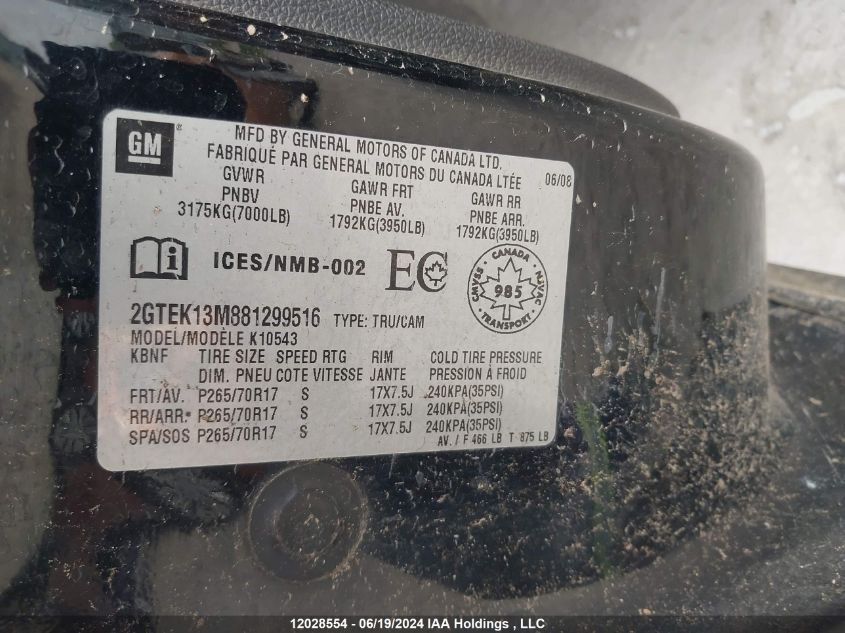 GM ®
MFD BY GENERAL MOTORS OF CANADA LTD.
FABRIQUÉ PAR GENERAL MOTORS DU CANADA LTÉE
06/08
GVWR
PNBV
3175KG(7000LB)
GAWR FRT
PNBE AV.
1792KG(3950LB)
GAWR RR
PNBE ARR.
1792KG(3950LB)
i ICES/NMB-002 EC
CANADA
CMVSS NSVAC
985
TRANSPORT
2GTEK13M881299516 TYPE: TRU/CAM
MODEL/MODÈLE K10543
KBNF TIRE SIZE SPEED RTG RIM COLD TIRE PRESSURE
DIM. PNEU COTE VITESSE JANTE PRESSION À FROID
FRT/AV. P265/70R17 S 17X7.5J 240KPA(35PSI)
RR/ARR. P265/70R17 S 17X7.5J 240KPA(35PSI)
SPA/SOS P265/70R17 S 17X7.5J 240KPA(35PSI)
AV. / F 466 LB T 875 LB
12028554 - 06/19/2024 IAA Holdings , LLC